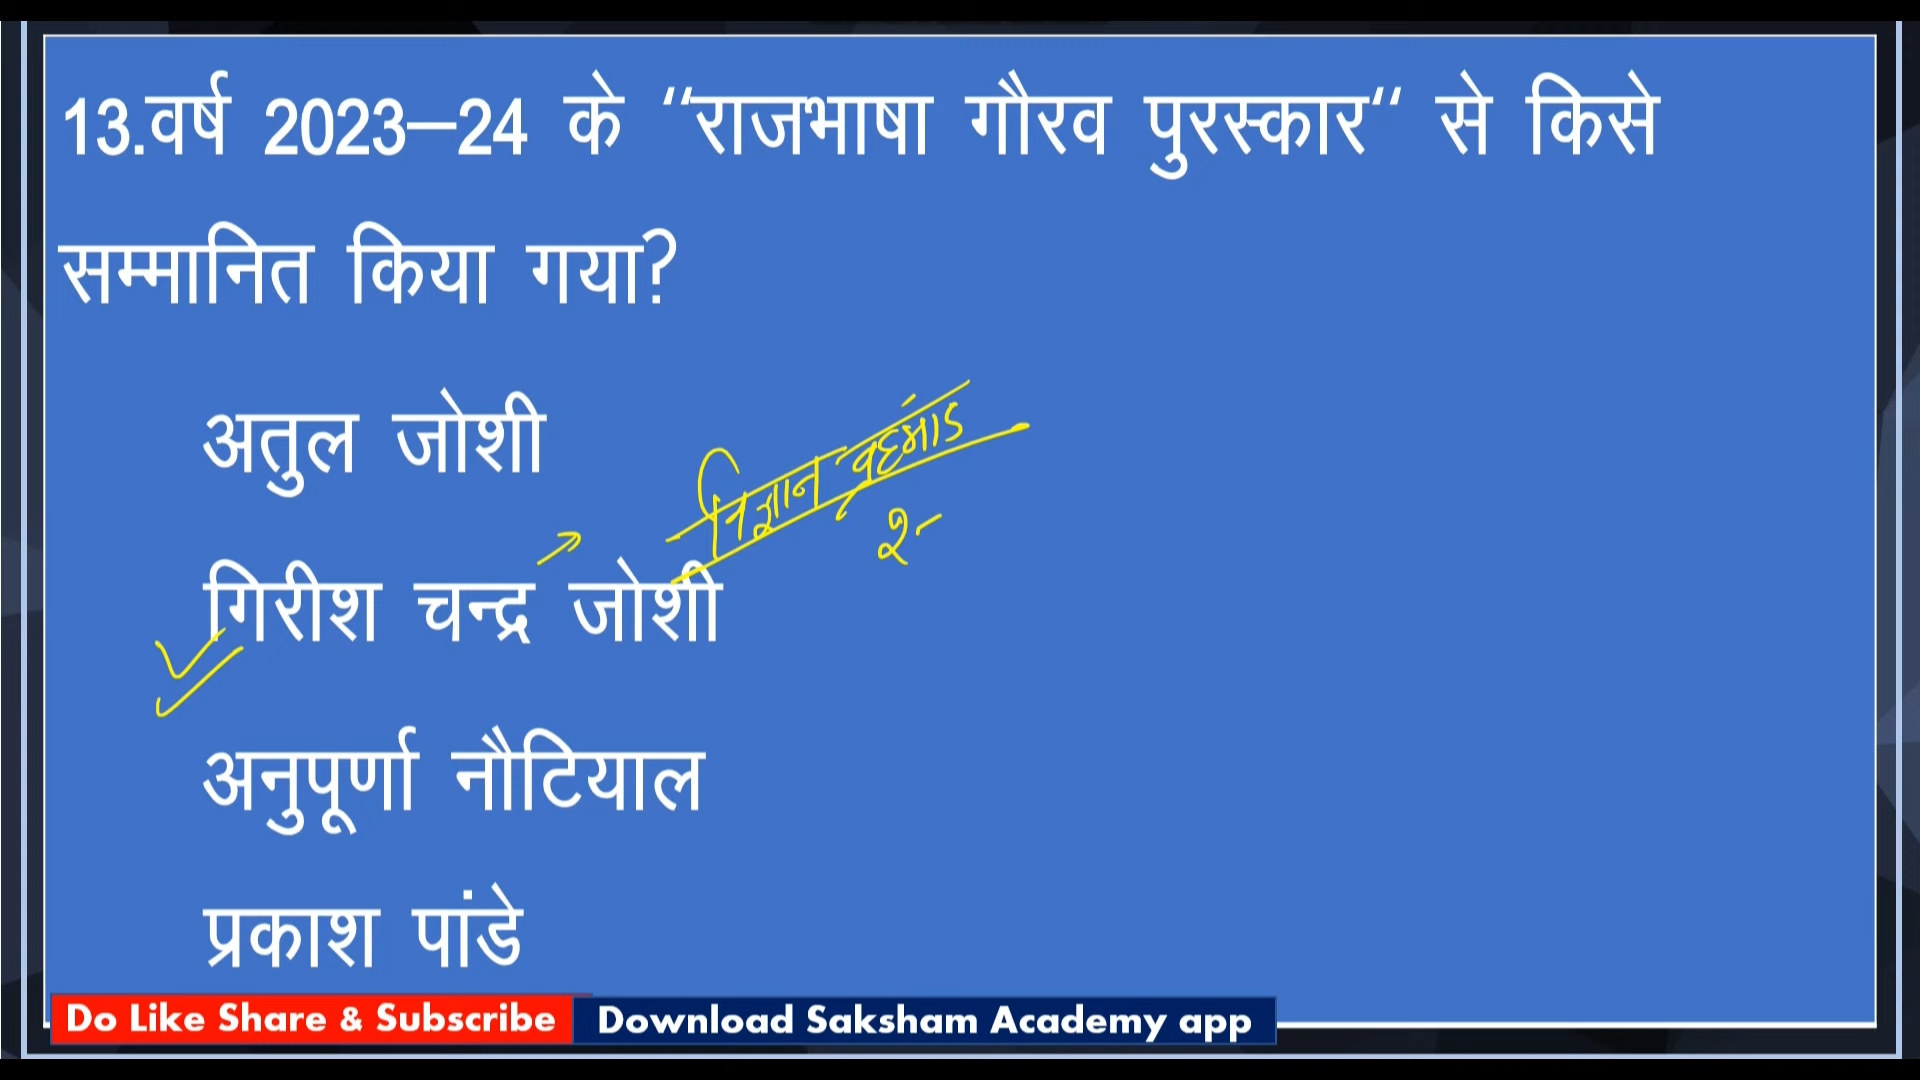 13.वर्ष 2023–24 के “राजभाषा गौरव पुरस्कार“ से किसे
सम्मानित किया गया?
अतुल जोशी
विज्ञान
गिरीश चन्द्र जोशी
अनुपूर्णा नौटियाल
प्रकाश पांडे
Do Like Share & Subscribe
Download Saksham Academy app